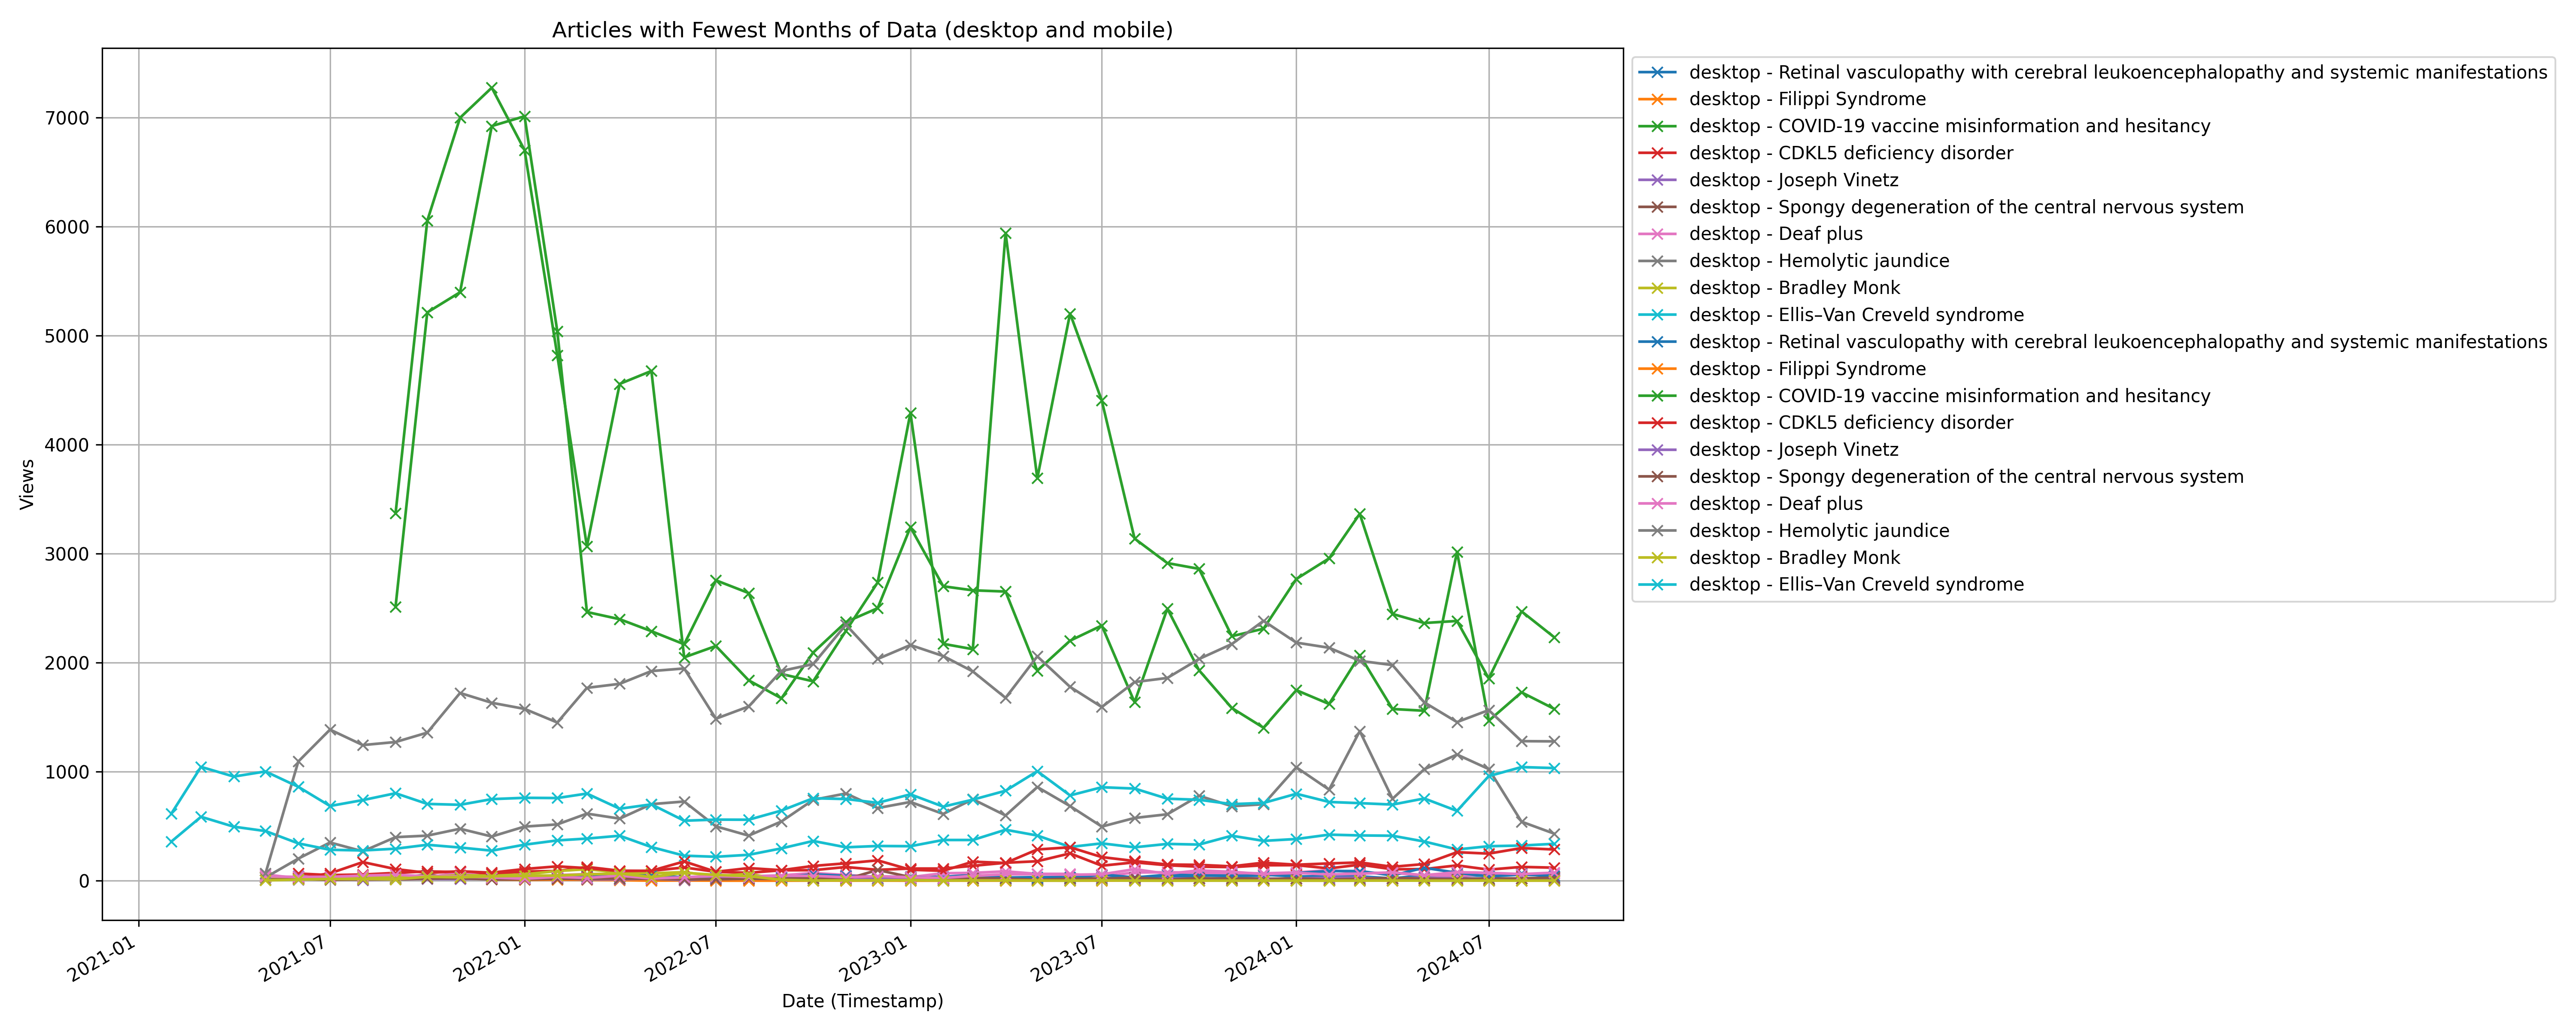 Articles with Fewest Months of Data (desktop and mobile)
Views
7000
6000
5000
4000
3000
2000
1000
0
2021-01
2021-07
2022-01
2022-07
2023-01
2023-07
2024-01
2024-07
Date (Timestamp)
desktop - Retinal vasculopathy with cerebral leukoencephalopathy and systemic manifestations
desktop - Filippi Syndrome
desktop - COVID-19 vaccine misinformation and hesitancy
desktop - CDKL5 deficiency disorder
desktop - Joseph Vinetz
desktop - Spongy degeneration of the central nervous system
desktop - Deaf plus
desktop - Hemolytic jaundice
desktop - Bradley Monk
desktop - Ellis–Van Creveld syndrome
desktop - Retinal vasculopathy with cerebral leukoencephalopathy and systemic manifestations
desktop - Filippi Syndrome
desktop - COVID-19 vaccine misinformation and hesitancy
desktop - CDKL5 deficiency disorder
desktop - Joseph Vinetz
desktop - Spongy degeneration of the central nervous system
desktop - Deaf plus
desktop - Hemolytic jaundice
desktop - Bradley Monk
desktop - Ellis–Van Creveld syndrome